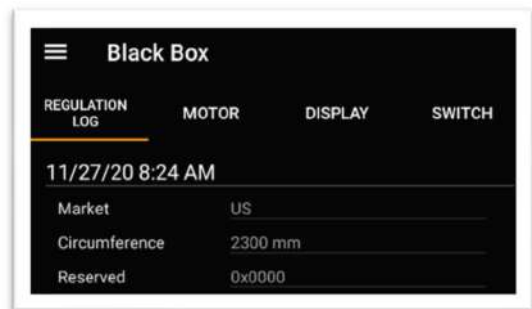 Black Box
REGULATION
LOG
MOTOR
DISPLAY
SWITCH
11/27/20 8:24 AM
Market US
Circumference 2300 mm
Reserved 0x0000